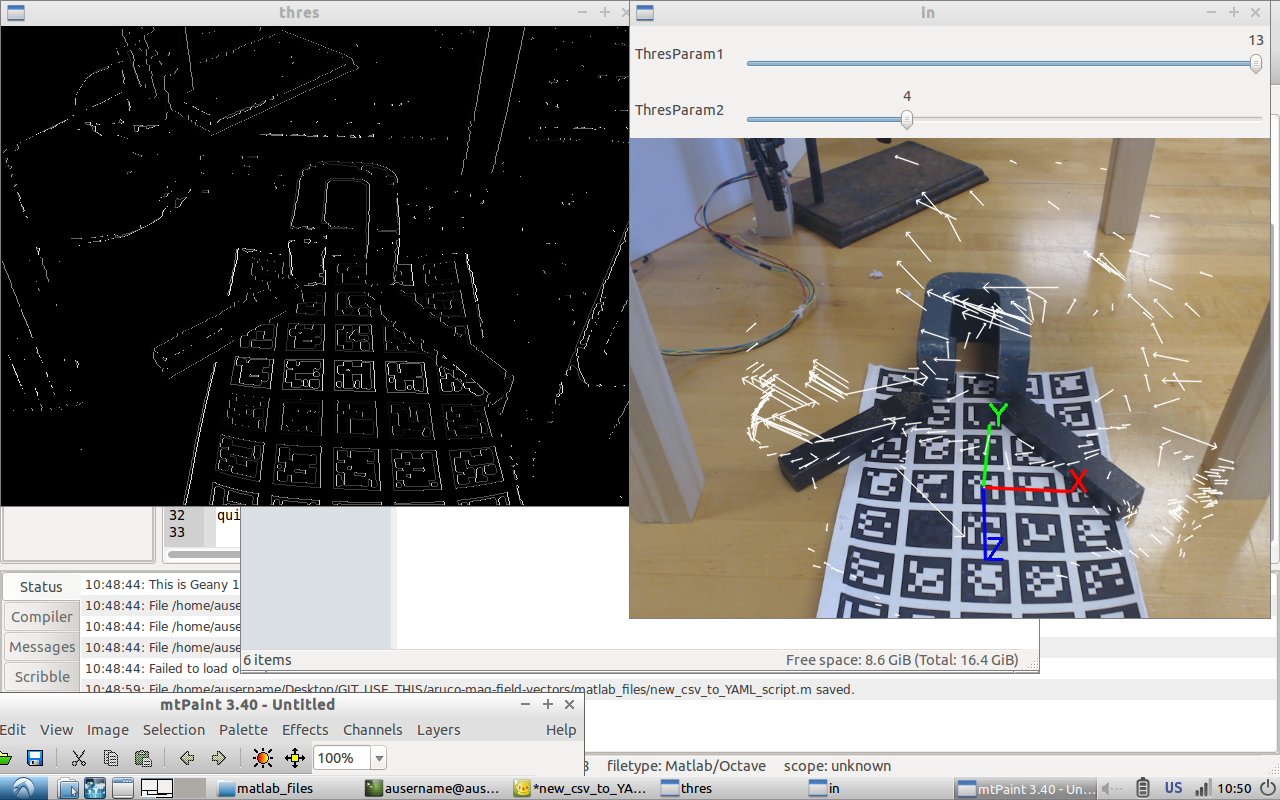 thres
in
13
ThresParam1
4
ThresParam2
Y
X
Z
32 qui
33
Status
Compiler
Messages
Scribble
10:48:44: This is Geany 1
10:48:44: File /home/ause
10:48:44: File /home/ause
10:48:44: File /home/ause
10:48:44: Failed to load o
10:48:59: File /home/ausername/Desktop/GIT_USE_THIS/aruco-mag-field-vectors/matlab_files/new_csv_to_YAML_script.m saved.
6 items
Free space: 8.6 GiB (Total: 16.4 GiB)
mtPaint 3.40 - Untitled
Edit View Image Selection Palette Effects Channels Layers Help
100%
filetype: Matlab/Octave scope: unknown
matlab_files
ausername@aus...
*new_csv_to_YA...
thres
in
mtPaint 3.40 - Un...
US
10:50